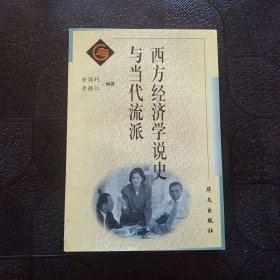 西方经济学说史
与当代流派
金国利
李静江
编著
华文出版社